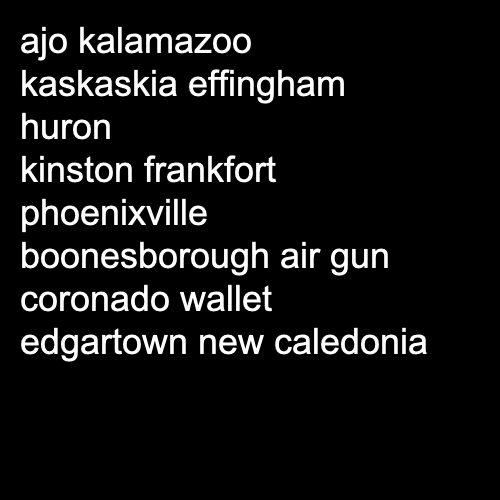 ajo kalamazoo
kaskaskia effingham
huron
kinston frankfort
phoenixville
boonesborough air gun
coronado wallet
edgartown new caledonia